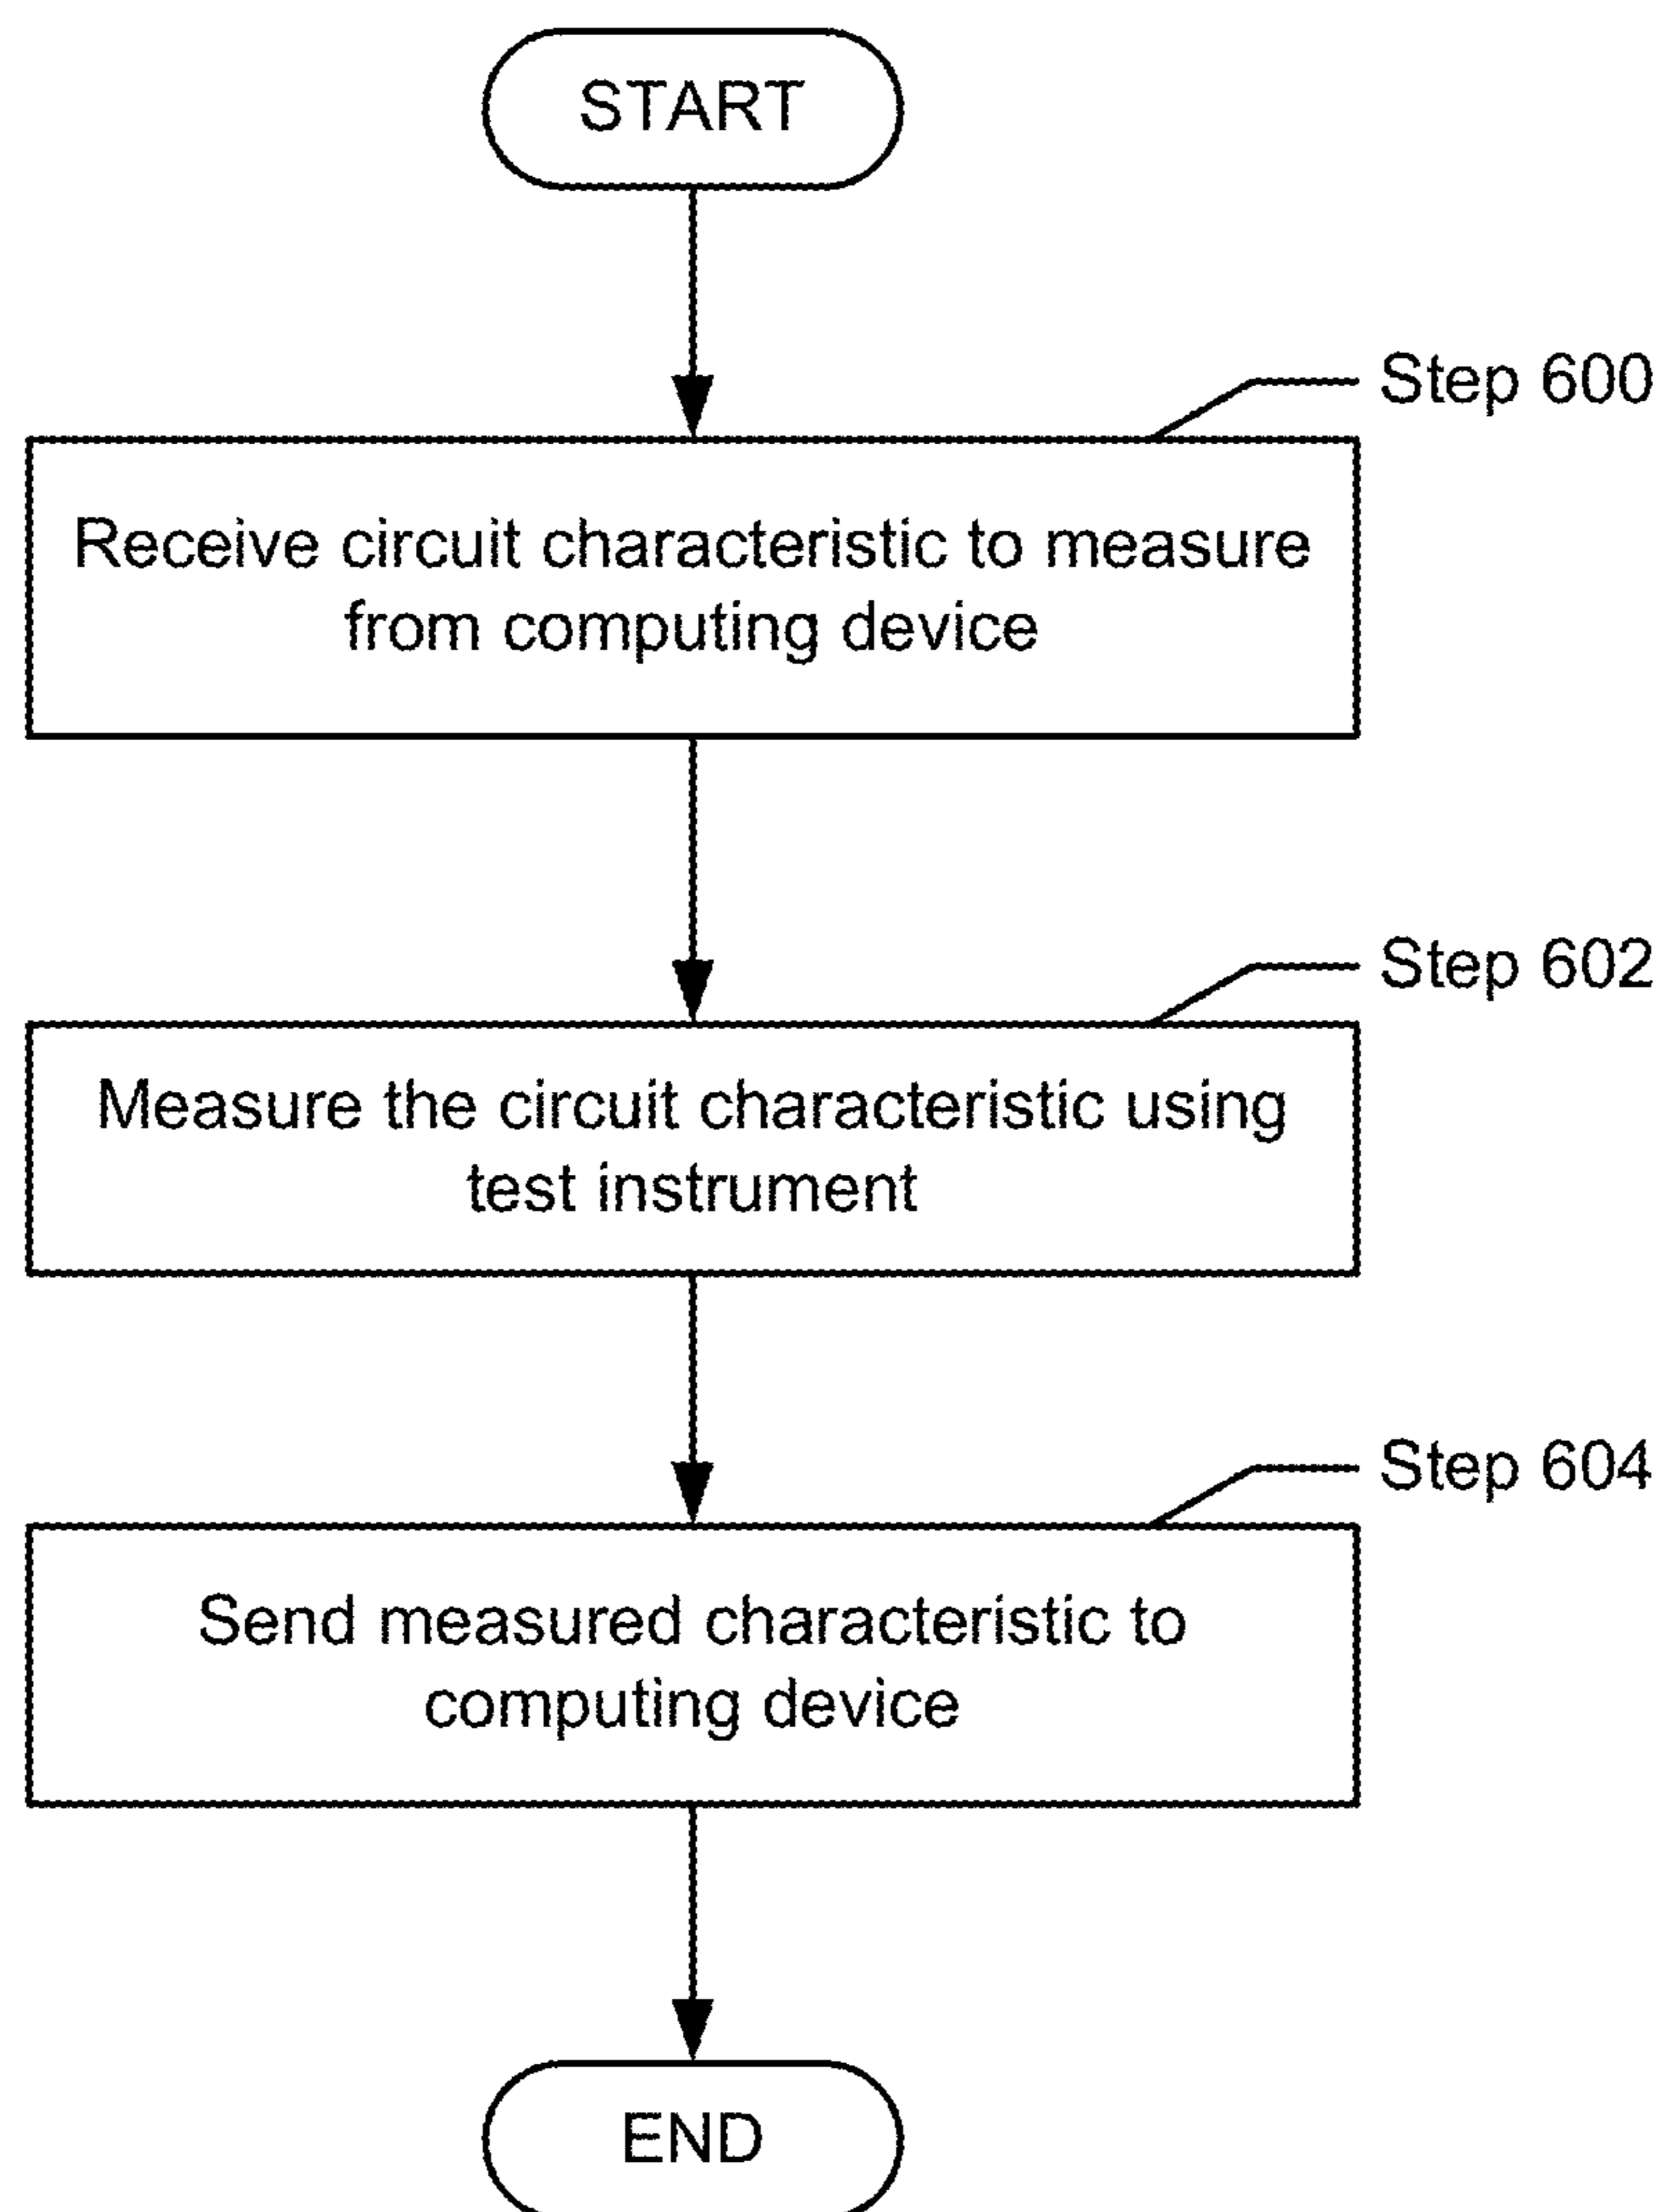 START
Step 600
Receive circuit characteristic to measure
from computing device
Step 602
Measure the circuit characteristic using
test instrument
Step 604
Send measured characteristic to
computing device
END